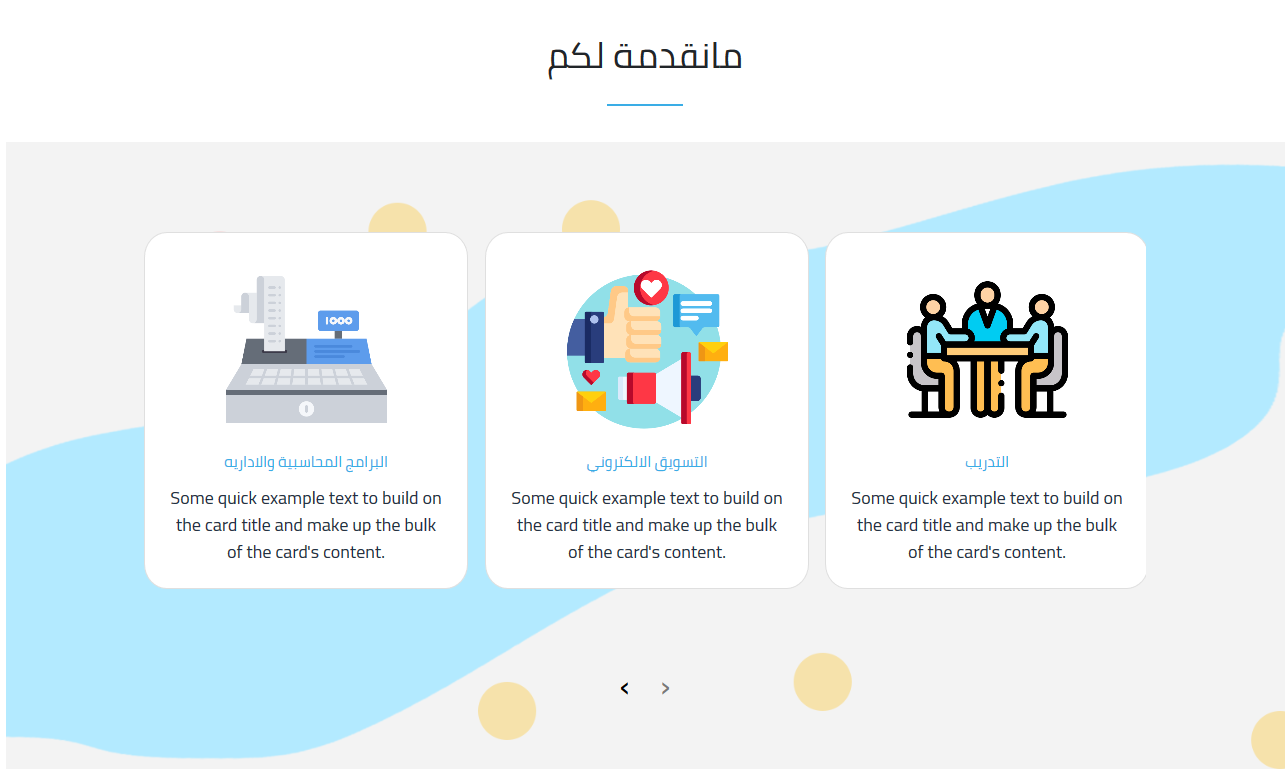 مانقدمة لكم
التدريب
Some quick example text to build on
the card title and make up the bulk
of the card's content.
التسويق الالكتروني
Some quick example text to build on
the card title and make up the bulk
of the card's content.
1000
البرامج المحاسبية والاداريه
Some quick example text to build on
the card title and make up the bulk
of the card's content.